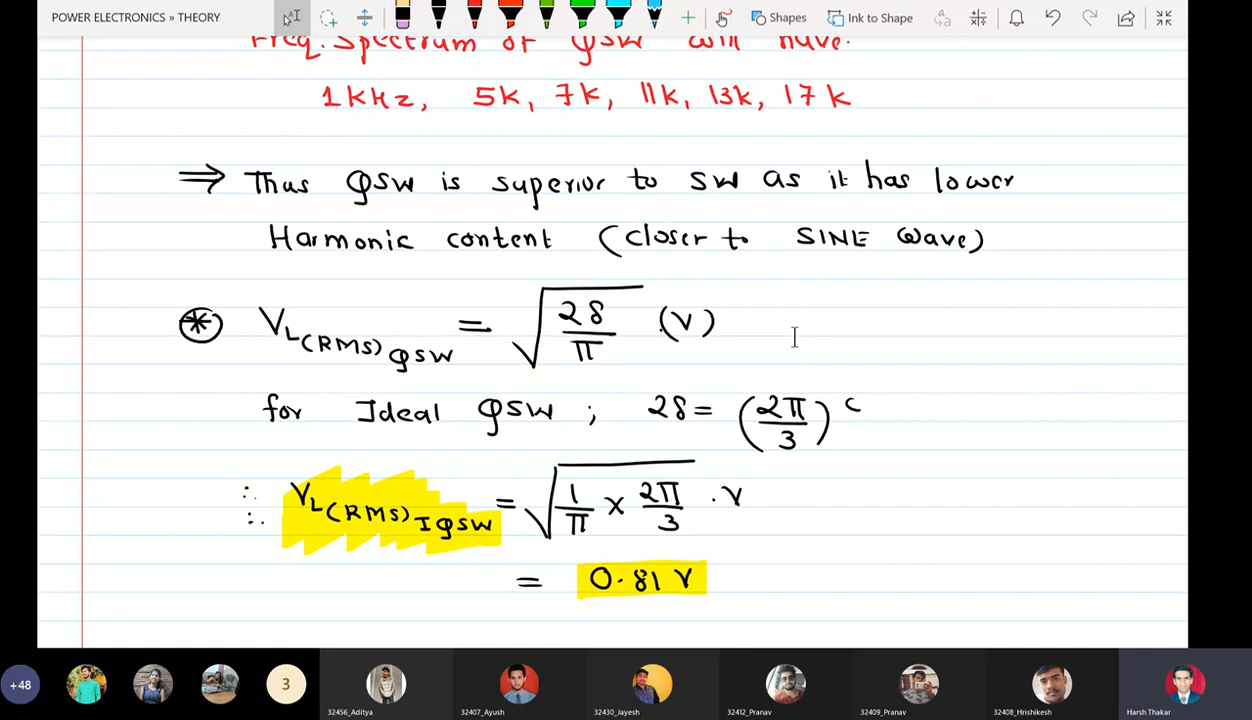 POWER ELECTRONICS » THEORY
Shapes
Ink to Shape
Freq. Spectrum of QSW will have.
1KHz, 5K, 7K, 11K, 13K, 17K
⇒ Thus QSW is superior to SW as it has lower
Harmonic content (closer to SINE wave)
* VL(RMS) QSW = √(2δ/π) (V)
for Ideal QSW ; 2δ = (2π/3)ᶜ
∴ VL(RMS) IQSW = √(1/π × 2π/3) . V
= 0.81 V
+48
3
32456_Aditya
32407_Ayush
32430_Jayesh
32412_Pranav
32409_Pranav
32408_Hrishikesh
Harsh Thakar